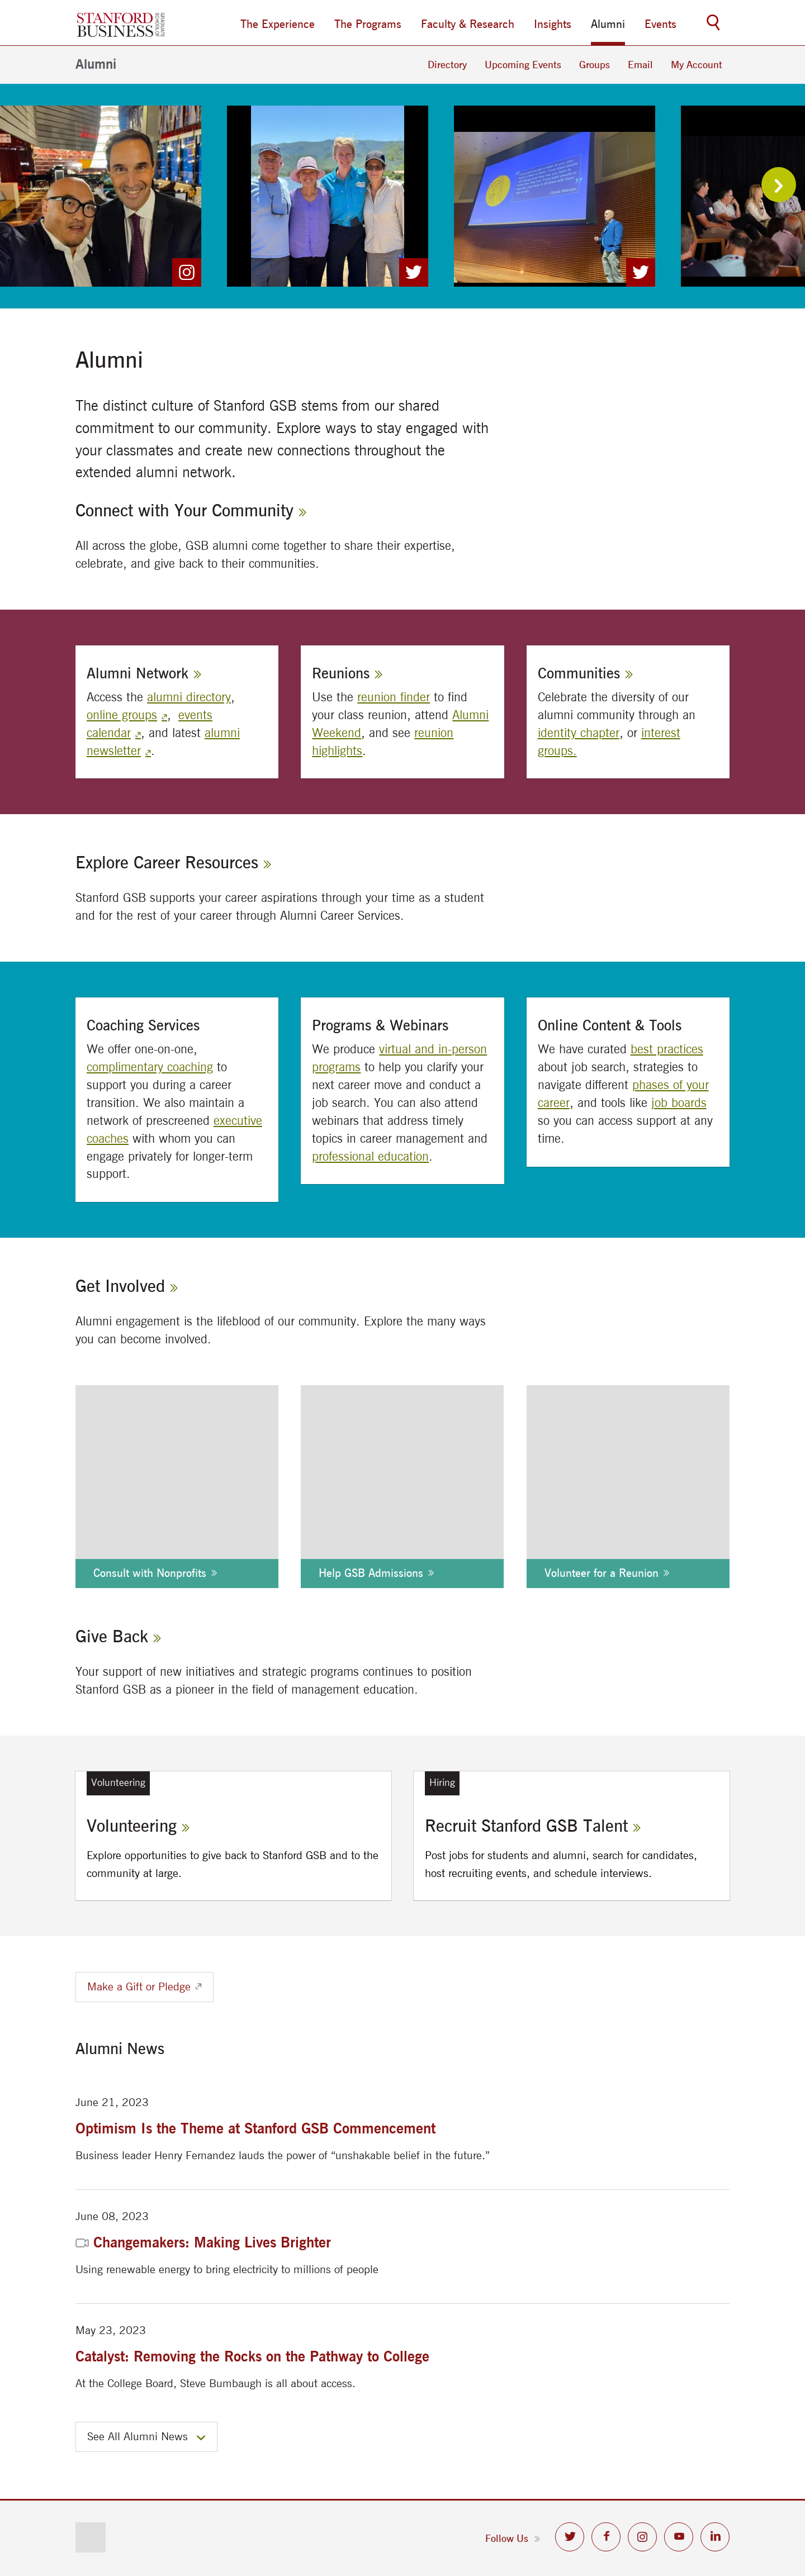 STANFORD
BUSINESS
GRADUATE
SCHOOL OF
The Experience
The Programs
Faculty & Research
Insights
Alumni
Events
Alumni
Directory
Upcoming Events
Groups
Email
My Account
Alumni
The distinct culture of Stanford GSB stems from our shared
commitment to our community. Explore ways to stay engaged with
your classmates and create new connections throughout the
extended alumni network.
Connect with Your Community »
All across the globe, GSB alumni come together to share their expertise,
celebrate, and give back to their communities.
Alumni Network »
Access the alumni directory,
online groups, events
calendar, and latest alumni
newsletter.
Reunions »
Use the reunion finder to find
your class reunion, attend Alumni
Weekend, and see reunion
highlights.
Communities »
Celebrate the diversity of our
alumni community through an
identity chapter, or interest
groups.
Explore Career Resources »
Stanford GSB supports your career aspirations through your time as a student
and for the rest of your career through Alumni Career Services.
Coaching Services
We offer one-on-one,
complimentary coaching to
support you during a career
transition. We also maintain a
network of prescreened executive
coaches with whom you can
engage privately for longer-term
support.
Programs & Webinars
We produce virtual and in-person
programs to help you clarify your
next career move and conduct a
job search. You can also attend
webinars that address timely
topics in career management and
professional education.
Online Content & Tools
We have curated best practices
about job search, strategies to
navigate different phases of your
career, and tools like job boards
so you can access support at any
time.
Get Involved »
Alumni engagement is the lifeblood of our community. Explore the many ways
you can become involved.
Consult with Nonprofits »
Help GSB Admissions »
Volunteer for a Reunion »
Give Back »
Your support of new initiatives and strategic programs continues to position
Stanford GSB as a pioneer in the field of management education.
Volunteering
Volunteering »
Explore opportunities to give back to Stanford GSB and to the
community at large.
Hiring
Recruit Stanford GSB Talent »
Post jobs for students and alumni, search for candidates,
host recruiting events, and schedule interviews.
Make a Gift or Pledge
Alumni News
June 21, 2023
Optimism Is the Theme at Stanford GSB Commencement
Business leader Henry Fernandez lauds the power of “unshakable belief in the future.”
June 08, 2023
Changemakers: Making Lives Brighter
Using renewable energy to bring electricity to millions of people
May 23, 2023
Catalyst: Removing the Rocks on the Pathway to College
At the College Board, Steve Bumbaugh is all about access.
See All Alumni News
Follow Us »